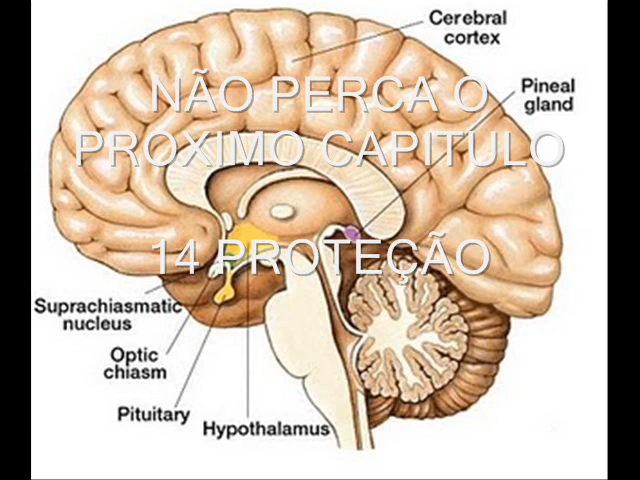 Cerebral
cortex
Pineal
gland
NÃO PERCA O
PROXIMO CAPITULO
14 PROTEÇÃO
Suprachiasmatic
nucleus
Optic
chiasm
Pituitary
Hypothalamus